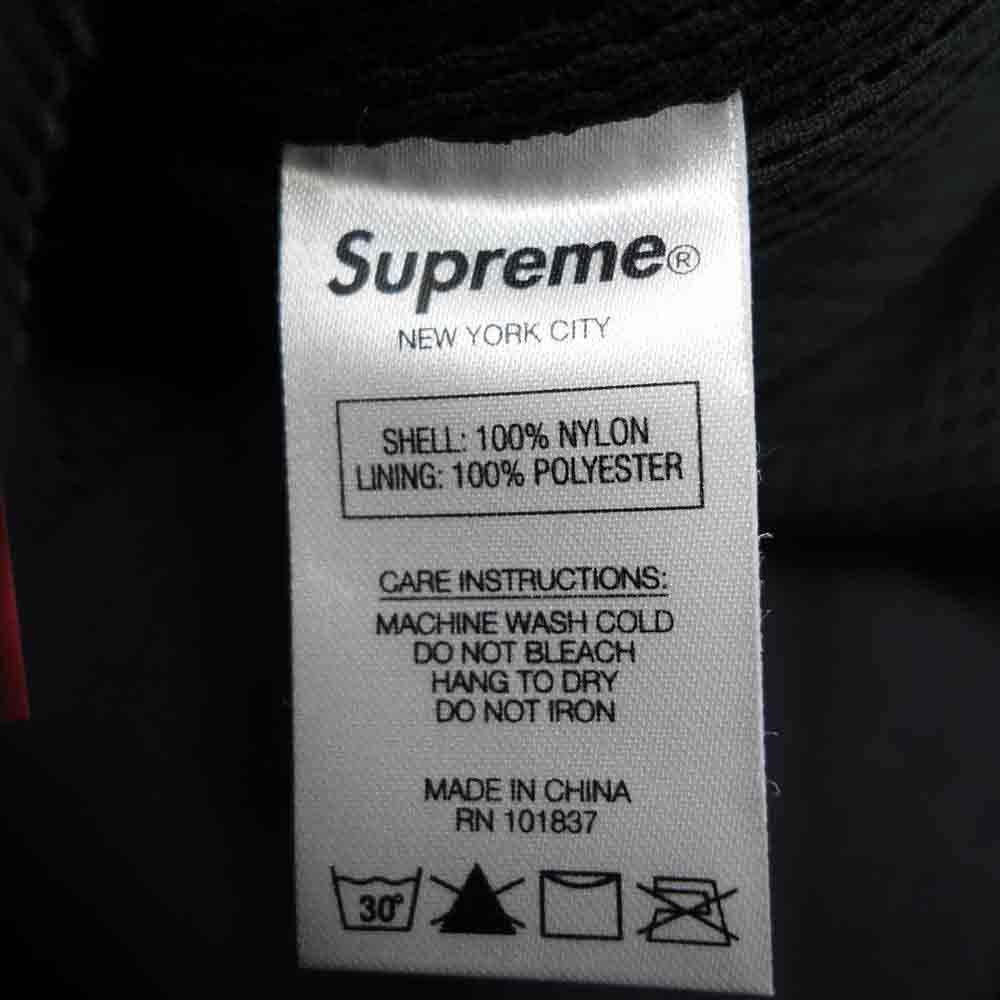 Supreme®
NEW YORK CITY
SHELL: 100% NYLON
LINING: 100% POLYESTER
CARE INSTRUCTIONS:
MACHINE WASH COLD
DO NOT BLEACH
HANG TO DRY
DO NOT IRON
MADE IN CHINA
RN 101837
30°